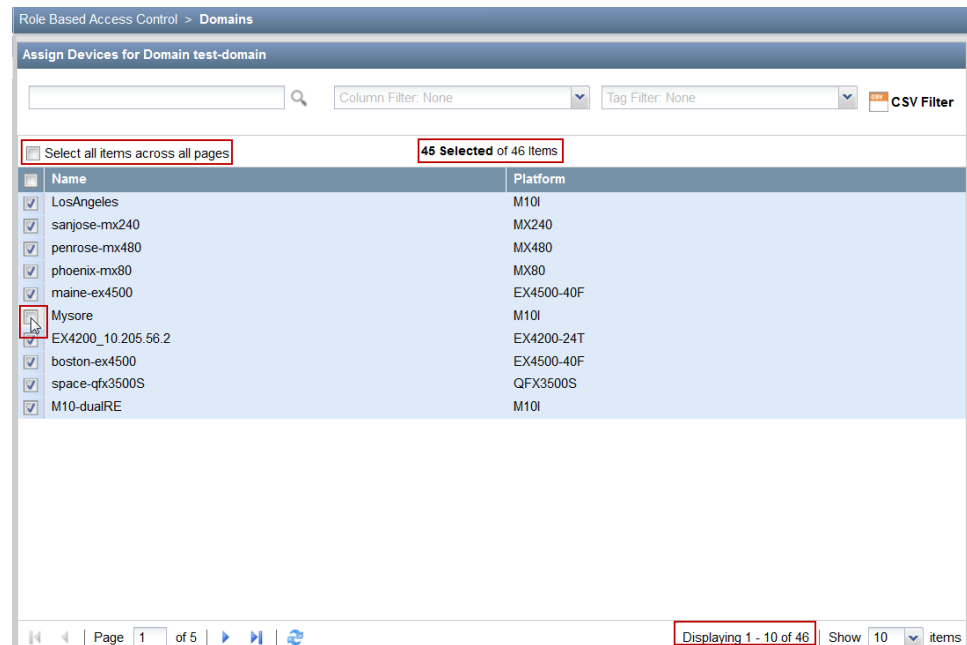 Role Based Access Control > Domains
Assign Devices for Domain test-domain
Column Filter: None Tag Filter: None CSV CSV Filter
Select all items across all pages 45 Selected of 46 Items
Name Platform
LosAngeles M10I
sanjose-mx240 MX240
penrose-mx480 MX480
phoenix-mx80 MX80
maine-ex4500 EX4500-40F
Mysore M10I
EX4200_10.205.56.2 EX4200-24T
boston-ex4500 EX4500-40F
space-qfx3500S QFX3500S
M10-dualRE M10I
Page 1 of 5 Displaying 1 - 10 of 46 Show 10 items